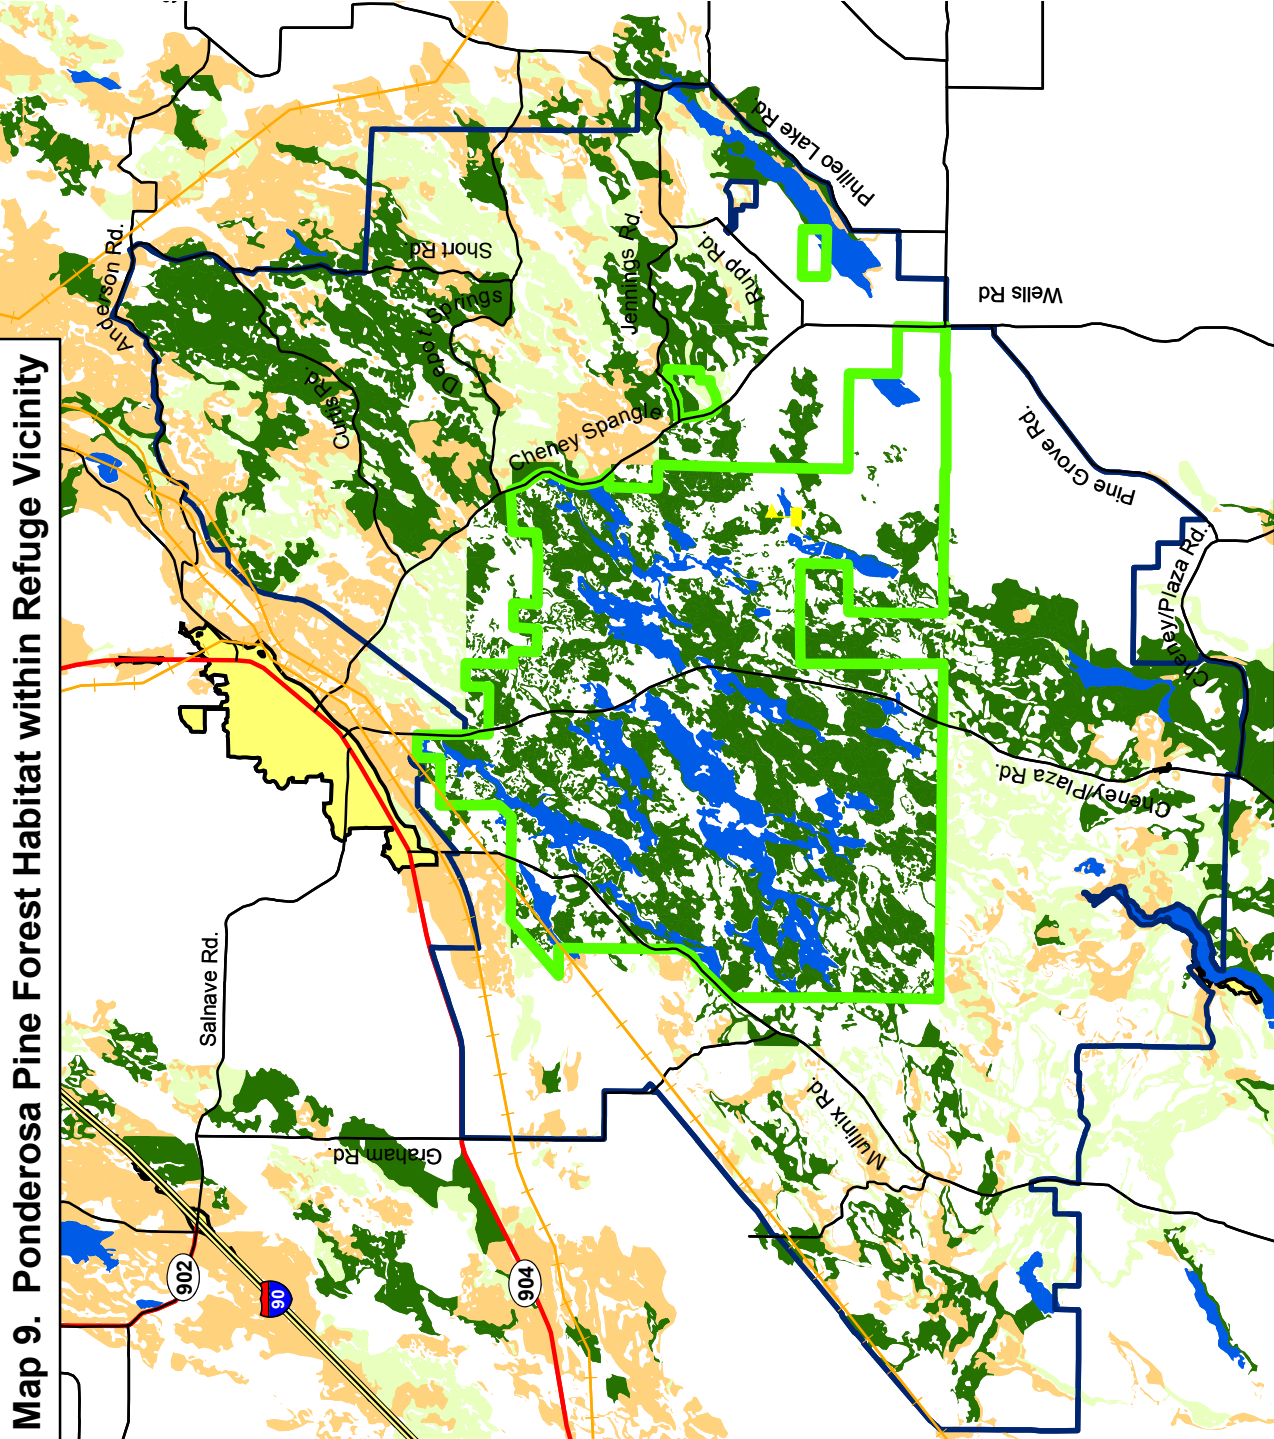 Map 9. Ponderosa Pine Forest Habitat within Refuge Vicinity
Anderson Rd.
Short Rd
Depot Springs
Curtis Rd.
Jennings Rd.
Rupp Rd.
Philleo Lake Rd.
Cheney Spangle
Wells Rd
Pine Grove Rd.
Cheney/Plaza Rd.
Cheney/Plaza Rd.
Salnave Rd.
Graham Rd.
Mullinix Rd.
902
90
904